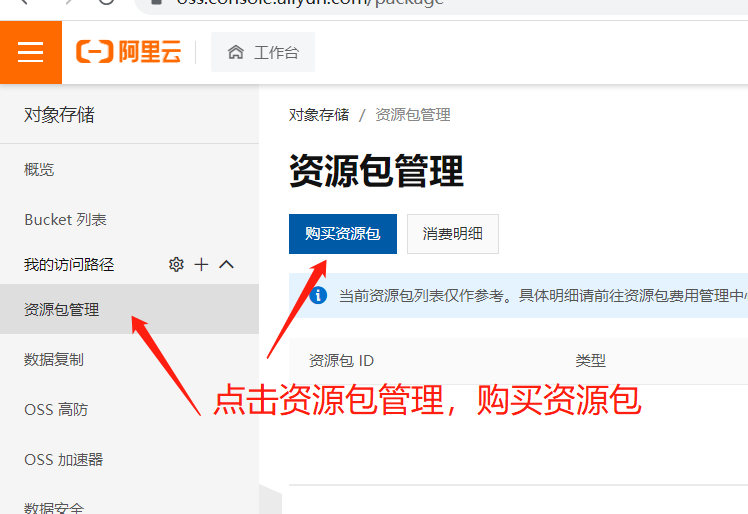 oss.console.aliyun.com/package
阿里云
工作台
对象存储
概览
Bucket 列表
我的访问路径
资源包管理
数据复制
OSS 高防
OSS 加速器
数据安全
对象存储 / 资源包管理
资源包管理
购买资源包
消费明细
当前资源包列表仅作参考。具体明细请前往资源包费用管理中心
资源包 ID
类型
点击资源包管理，购买资源包